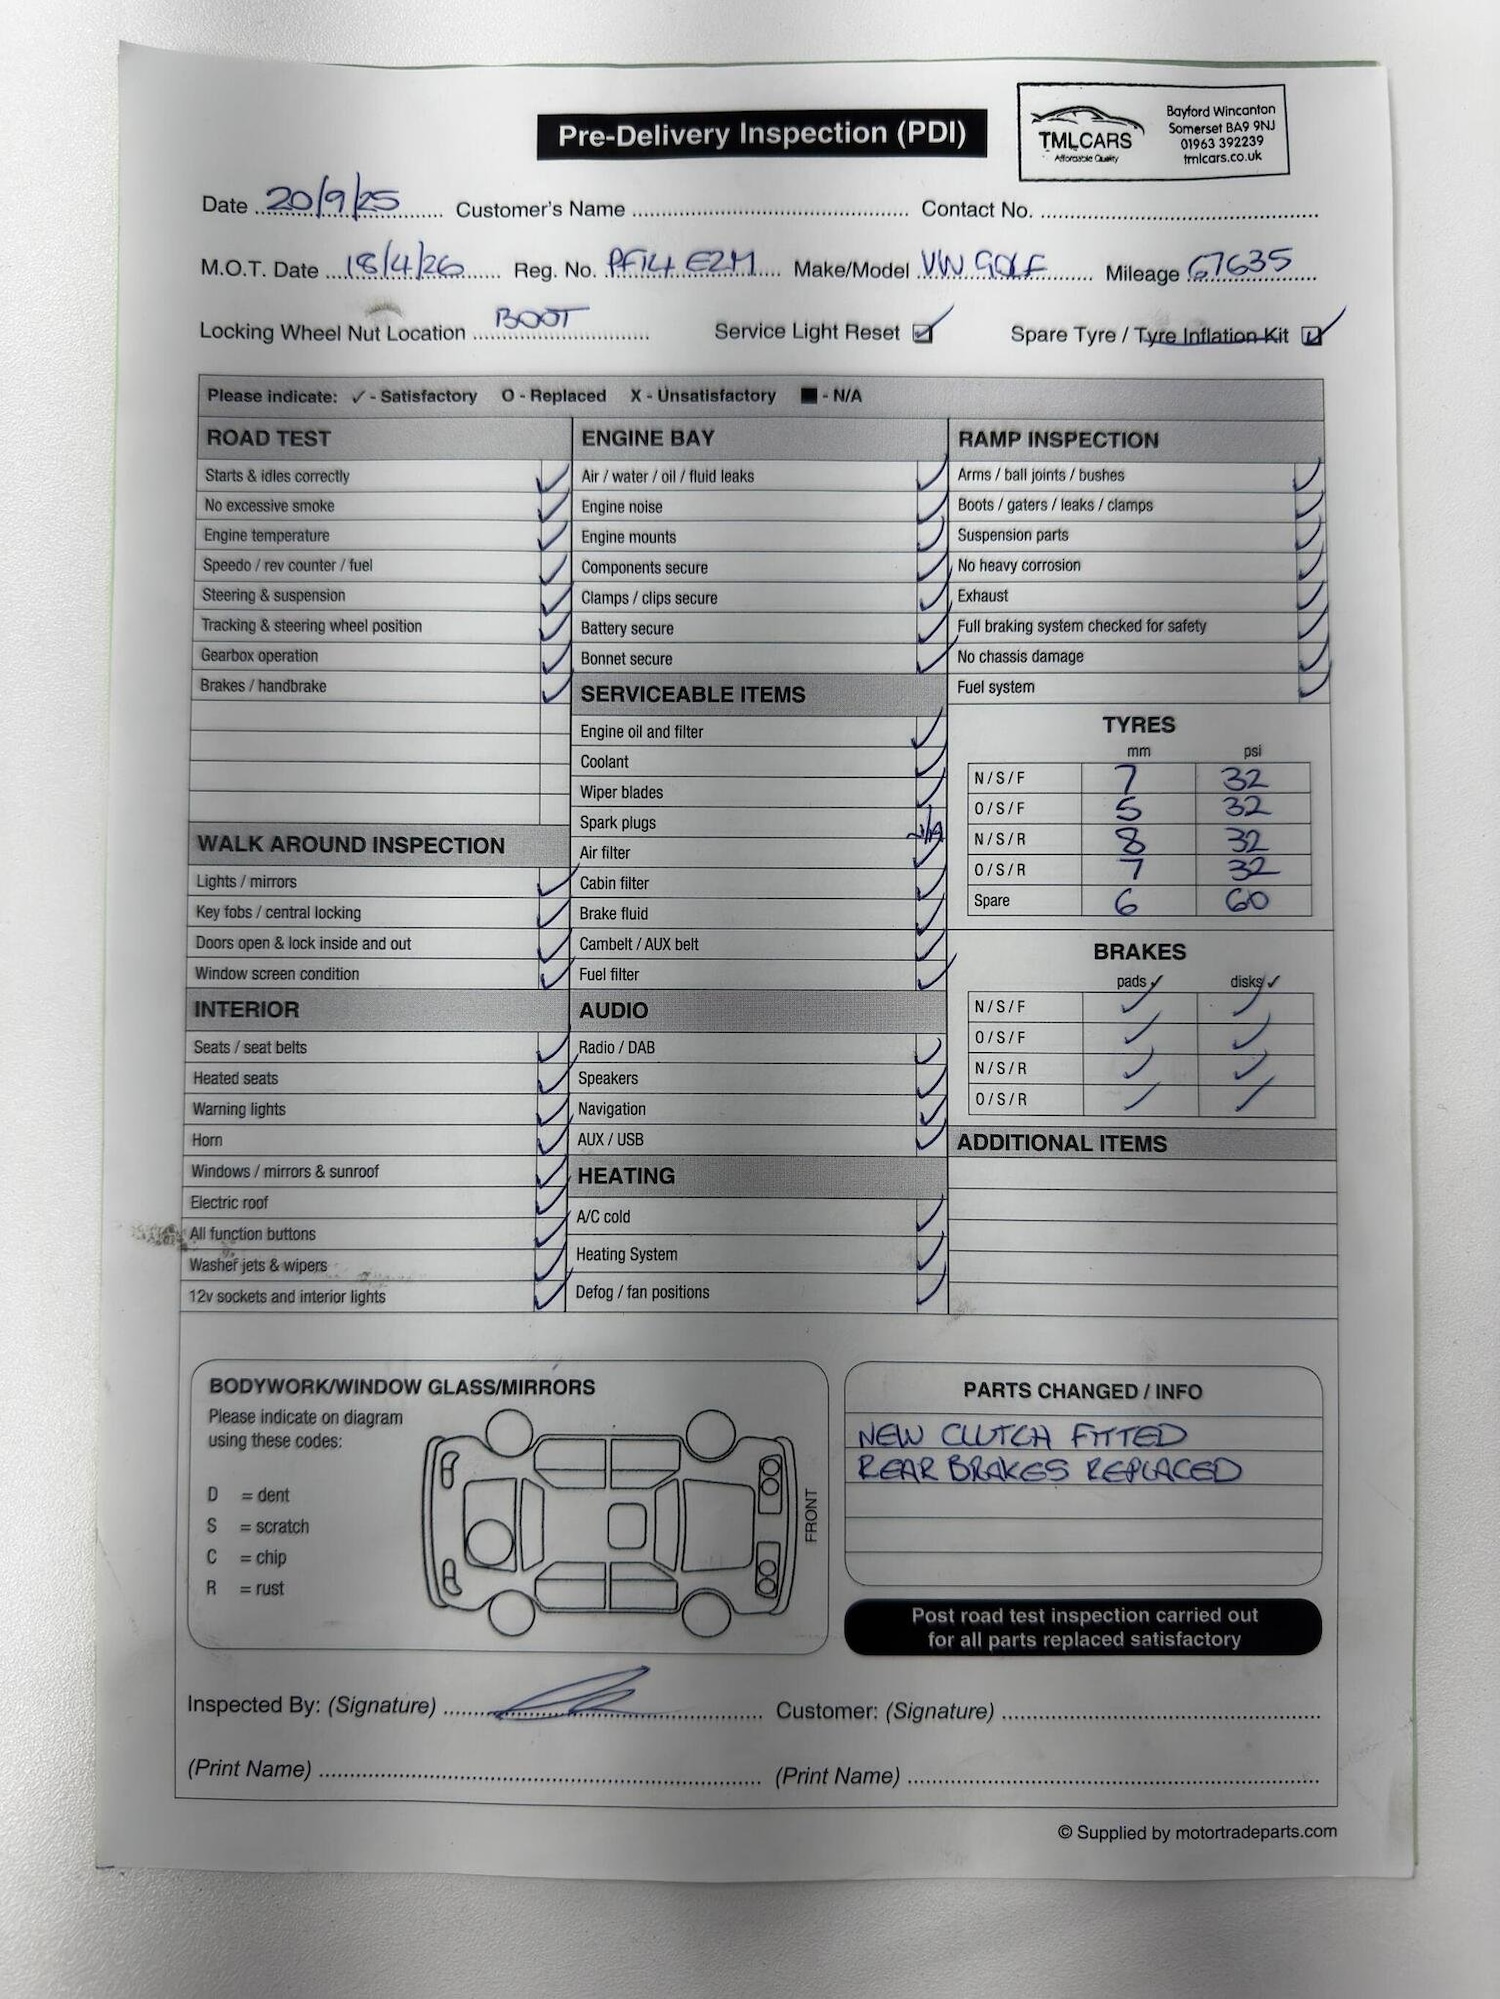 Pre-Delivery Inspection (PDI)
TMLCARS
Affordable Quality
Bayford Wincanton
Somerset BA9 9NJ
01963 392239
tmlcars.co.uk
Date 20/9/25 Customer's Name Contact No.
M.O.T. Date 18/4/26 Reg. No. PF14 EZM Make/Model VW GOLF Mileage 67635
Locking Wheel Nut Location BOOT Service Light Reset ✓ Spare Tyre / Tyre Inflation Kit ✓
Please indicate: ✓ - Satisfactory O - Replaced X - Unsatisfactory ■ - N/A
ROAD TEST
Starts & idles correctly ✓
No excessive smoke ✓
Engine temperature ✓
Speedo / rev counter / fuel ✓
Steering & suspension ✓
Tracking & steering wheel position ✓
Gearbox operation ✓
Brakes / handbrake ✓
WALK AROUND INSPECTION
Lights / mirrors ✓
Key fobs / central locking ✓
Doors open & lock inside and out ✓
Window screen condition ✓
INTERIOR
Seats / seat belts ✓
Heated seats ✓
Warning lights ✓
Horn ✓
Windows / mirrors & sunroof ✓
Electric roof ✓
All function buttons ✓
Washer jets & wipers ✓
12v sockets and interior lights ✓
ENGINE BAY
Air / water / oil / fluid leaks ✓
Engine noise ✓
Engine mounts ✓
Components secure ✓
Clamps / clips secure ✓
Battery secure ✓
Bonnet secure ✓
SERVICEABLE ITEMS
Engine oil and filter ✓
Coolant ✓
Wiper blades ✓
Spark plugs N/A
Air filter ✓
Cabin filter ✓
Brake fluid ✓
Cambelt / AUX belt ✓
Fuel filter ✓
AUDIO
Radio / DAB ✓
Speakers ✓
Navigation ✓
AUX / USB ✓
HEATING
A/C cold ✓
Heating System ✓
Defog / fan positions ✓
RAMP INSPECTION
Arms / ball joints / bushes ✓
Boots / gaters / leaks / clamps ✓
Suspension parts ✓
No heavy corrosion ✓
Exhaust ✓
Full braking system checked for safety ✓
No chassis damage ✓
Fuel system ✓
TYRES
mm psi
N/S/F 7 32
O/S/F 5 32
N/S/R 8 32
O/S/R 7 32
Spare 6 60
BRAKES
pads ✓ disks ✓
N/S/F ✓ ✓
O/S/F ✓ ✓
N/S/R ✓ ✓
O/S/R ✓ ✓
ADDITIONAL ITEMS
BODYWORK/WINDOW GLASS/MIRRORS
Please indicate on diagram
using these codes:
D = dent
S = scratch
C = chip
R = rust
FRONT
PARTS CHANGED / INFO
NEW CLUTCH FITTED
REAR BRAKES REPLACED
Post road test inspection carried out
for all parts replaced satisfactory
Inspected By: (Signature) Customer: (Signature)
(Print Name) (Print Name)
© Supplied by motortradeparts.com